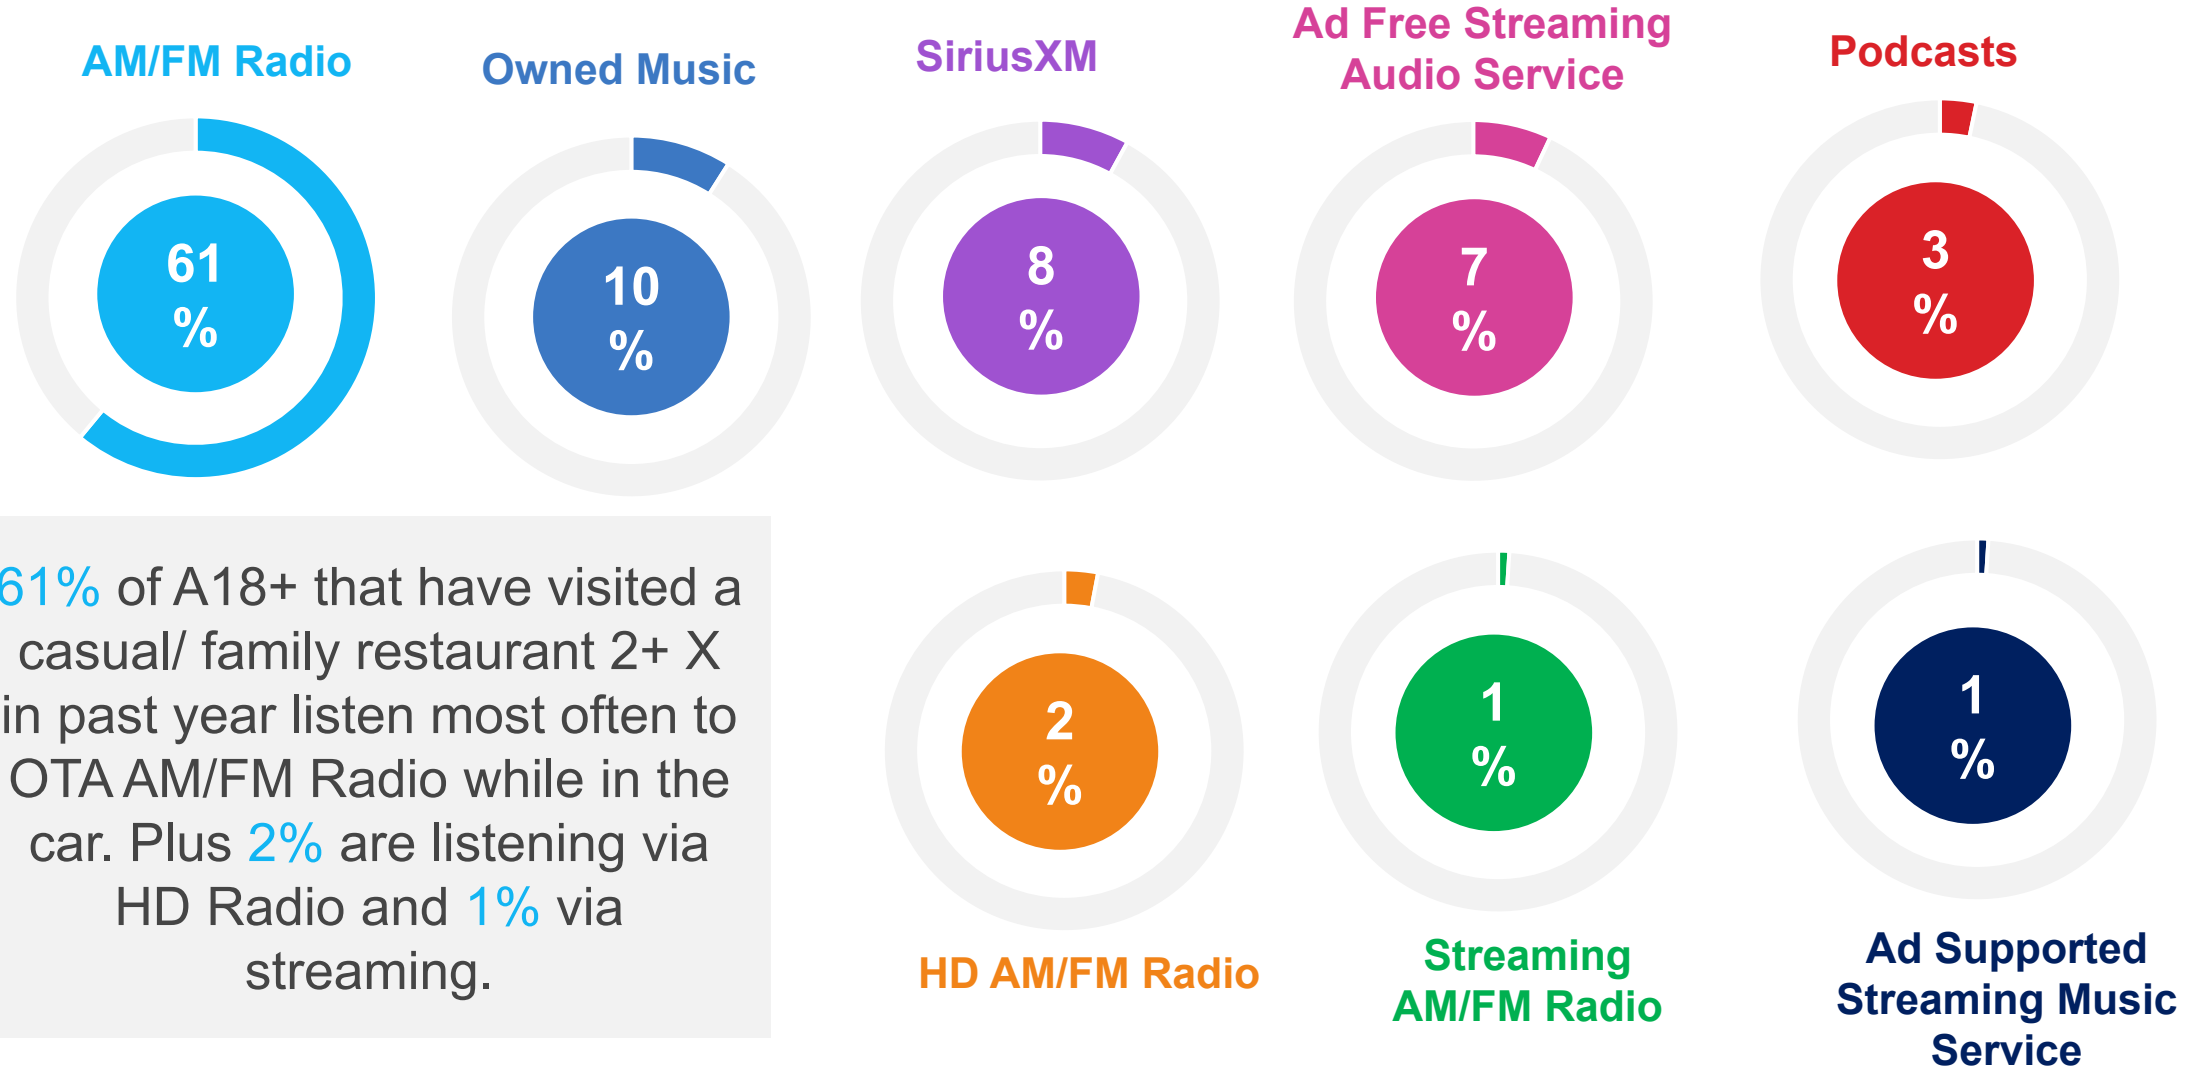 AM/FM Radio
61
%
Owned Music
10
%
SiriusXM
8
%
Ad Free Streaming
Audio Service
7
%
Podcasts
3
%
61% of A18+ that have visited a
casual/ family restaurant 2+ X
in past year listen most often to
OTA AM/FM Radio while in the
car. Plus 2% are listening via
HD Radio and 1% via
streaming.
2
%
HD AM/FM Radio
1
%
Streaming
AM/FM Radio
1
%
Ad Supported
Streaming Music
Service